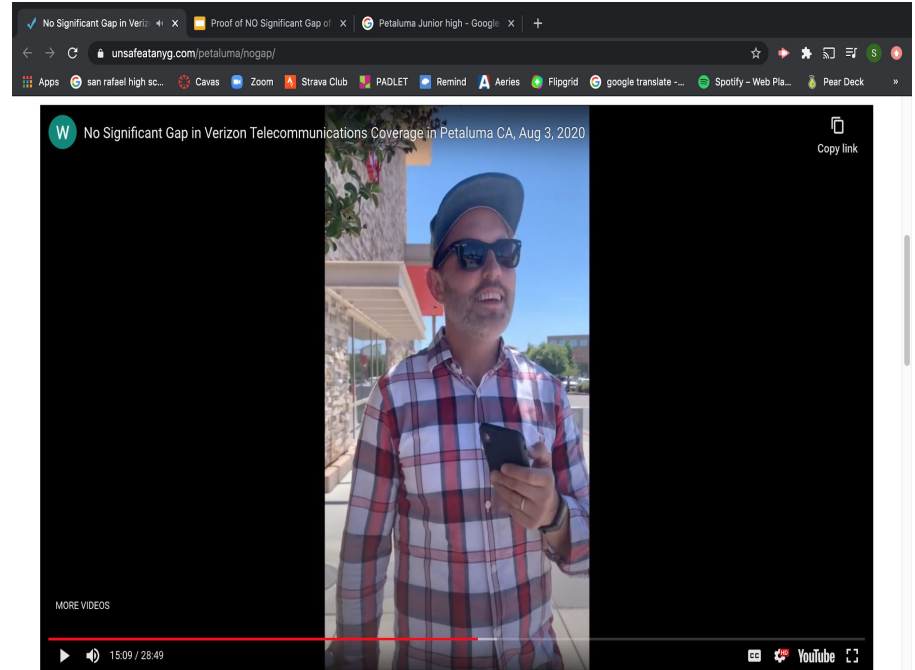 No Significant Gap in Veriz
Proof of NO Significant Gap of
Petaluma Junior high - Google
unsafeatanyg.com/petaluma/nogap/
S
Apps
san rafael high sc...
Cavas
Zoom
Strava Club
PADLET
Remind
Aeries
Flipgrid
google translate -...
Spotify – Web Pla...
Pear Deck
»
W
No Significant Gap in Verizon Telecommunications Coverage in Petaluma CA, Aug 3, 2020
Copy link
MORE VIDEOS
15:09 / 28:49
CC
HD
YouTube